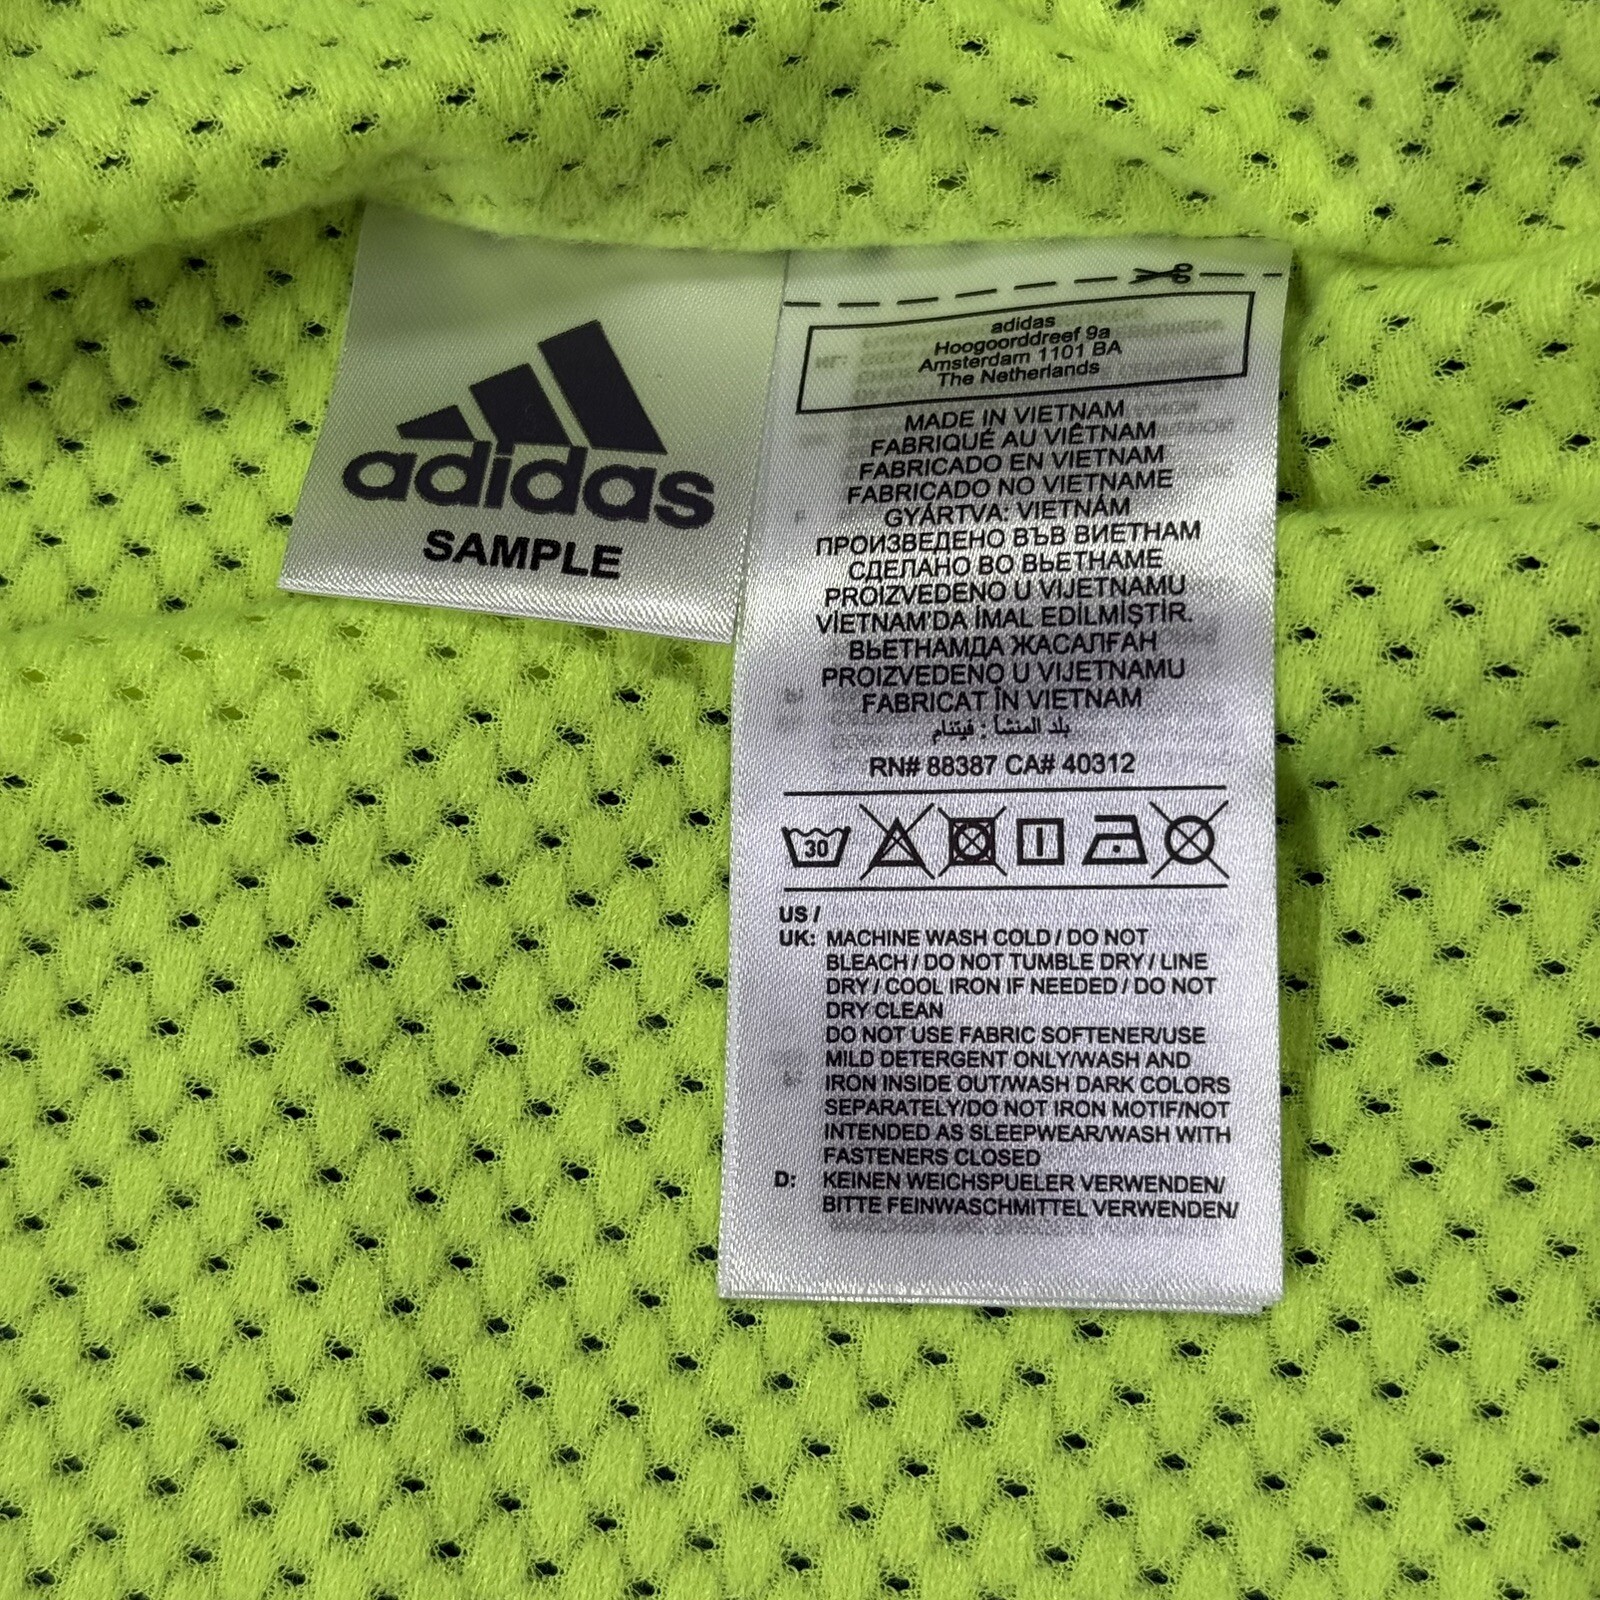 adidas
SAMPLE
adidas
Hoogoorddreef 9a
Amsterdam 1101 BA
The Netherlands
MADE IN VIETNAM
FABRIQUÉ AU VIÊTNAM
FABRICADO EN VIETNAM
FABRICADO NO VIETNAME
GYÁRTVA: VIETNÁM
ПРОИЗВЕДЕНО ВЪВ ВИЕТНАМ
СДЕЛАНО ВО ВЬЕТНАМЕ
PROIZVEDENO U VIJETNAMU
VİETNAM'DA İMAL EDİLMİŞTİR.
ВЬЕТНАМДА ЖАСАЛҒАН
PROIZVEDENO U VIJETNAMU
FABRICAT ÎN VIETNAM
بلد المنشأ : فيتنام
RN# 88387 CA# 40312
30
US /
UK: MACHINE WASH COLD / DO NOT
BLEACH / DO NOT TUMBLE DRY / LINE
DRY / COOL IRON IF NEEDED / DO NOT
DRY CLEAN
DO NOT USE FABRIC SOFTENER/USE
MILD DETERGENT ONLY/WASH AND
IRON INSIDE OUT/WASH DARK COLORS
SEPARATELY/DO NOT IRON MOTIF/NOT
INTENDED AS SLEEPWEAR/WASH WITH
FASTENERS CLOSED
D: KEINEN WEICHSPUELER VERWENDEN/
BITTE FEINWASCHMITTEL VERWENDEN/